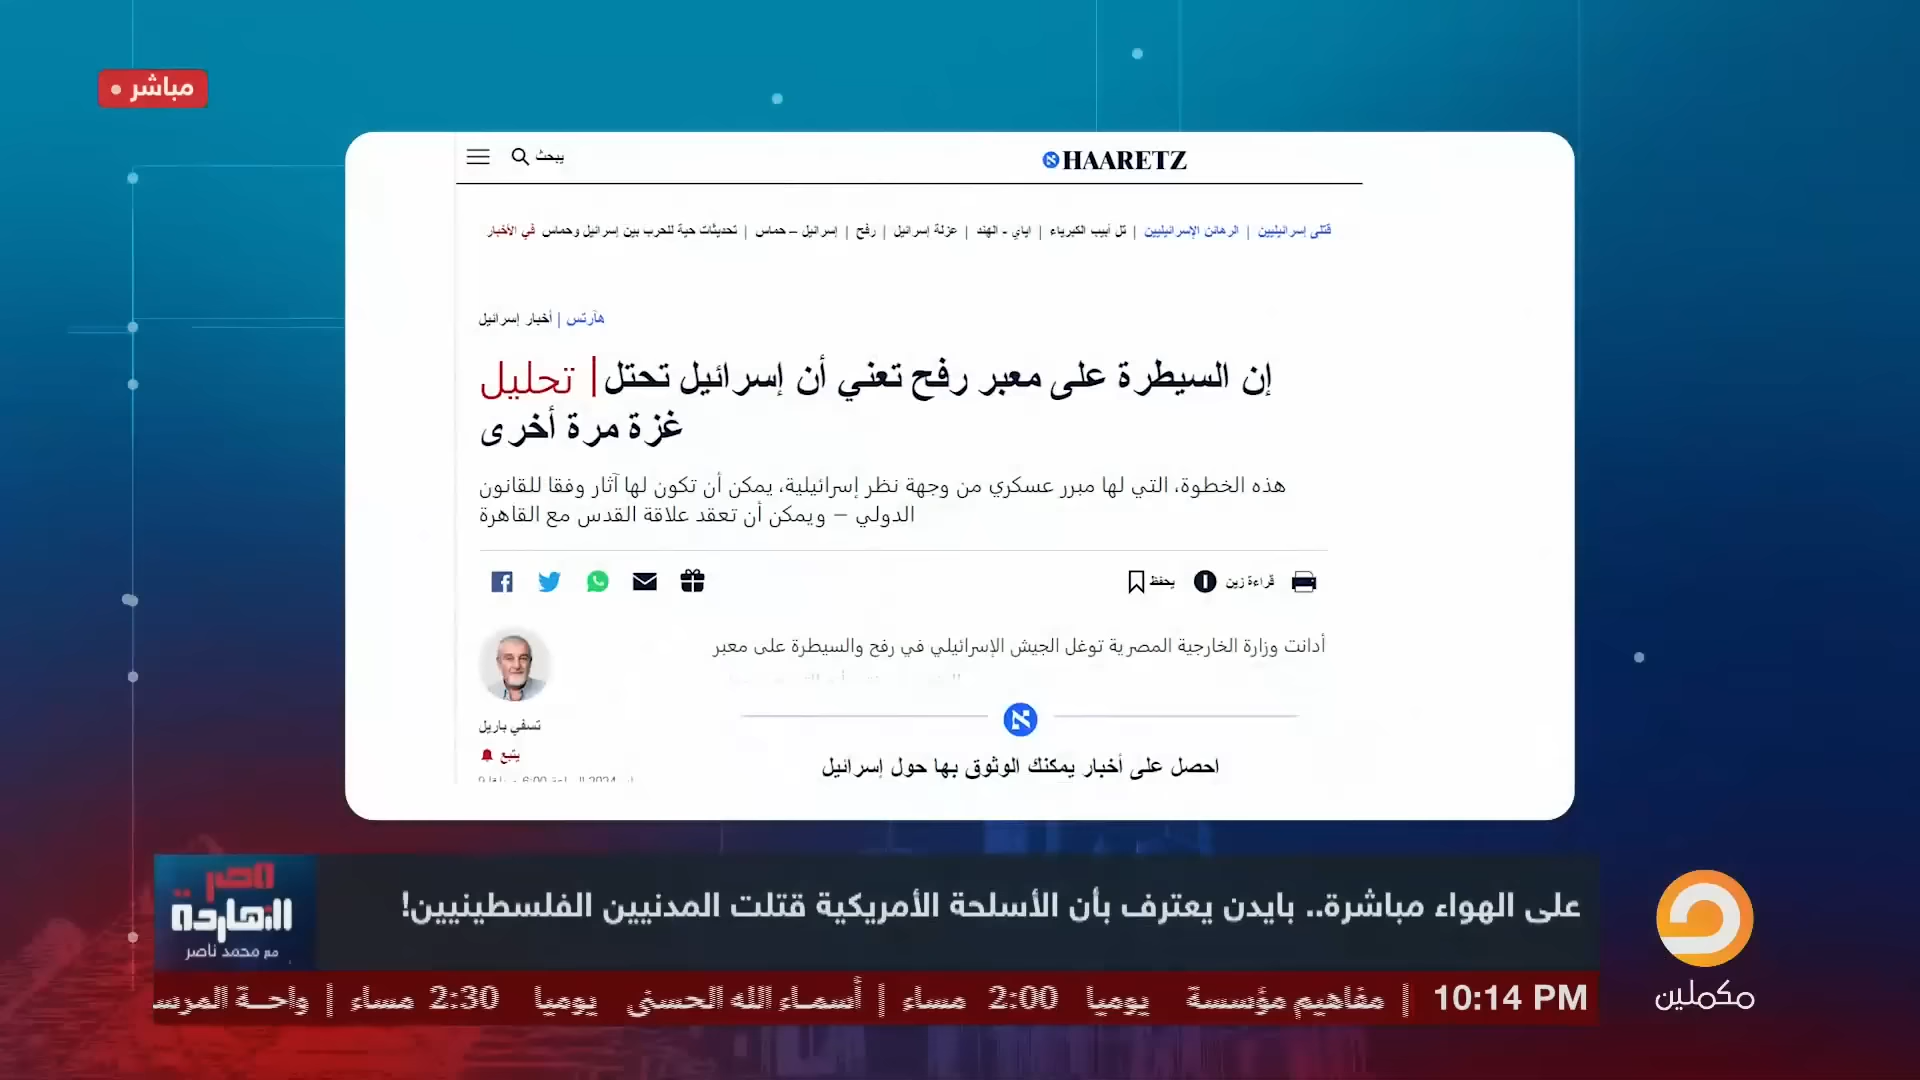 مباشر
يبحث
HAARETZ
في الأخبار تحديثات حية للحرب بين إسرائيل وحماس | إسرائيل – حماس | رفح | عزلة إسرائيل | اياي - الهند | تل أبيب الكبرياء | الرهائن الإسرائيليين | قتلى إسرائيليين
هآرتس | أخبار إسرائيل
تحليل | إن السيطرة على معبر رفح تعني أن إسرائيل تحتل
غزة مرة أخرى
هذه الخطوة، التي لها مبرر عسكري من وجهة نظر إسرائيلية، يمكن أن تكون لها آثار وفقا للقانون
الدولي – ويمكن أن تعقد علاقة القدس مع القاهرة
يحفظ
قراءة زين
أدانت وزارة الخارجية المصرية توغل الجيش الإسرائيلي في رفح والسيطرة على معبر
تسفي باريل
يتبع
احصل على أخبار يمكنك الوثوق بها حول إسرائيل
على الهواء مباشرة.. بايدن يعترف بأن الأسلحة الأمريكية قتلت المدنيين الفلسطينيين!
مصر
النهاردة
مع محمد ناصر
10:14 PM
| مفاهيم مؤسسة يوميا 2:00 مساء | أسماء الله الحسنى يوميا 2:30 مساء | واحة
مكملين